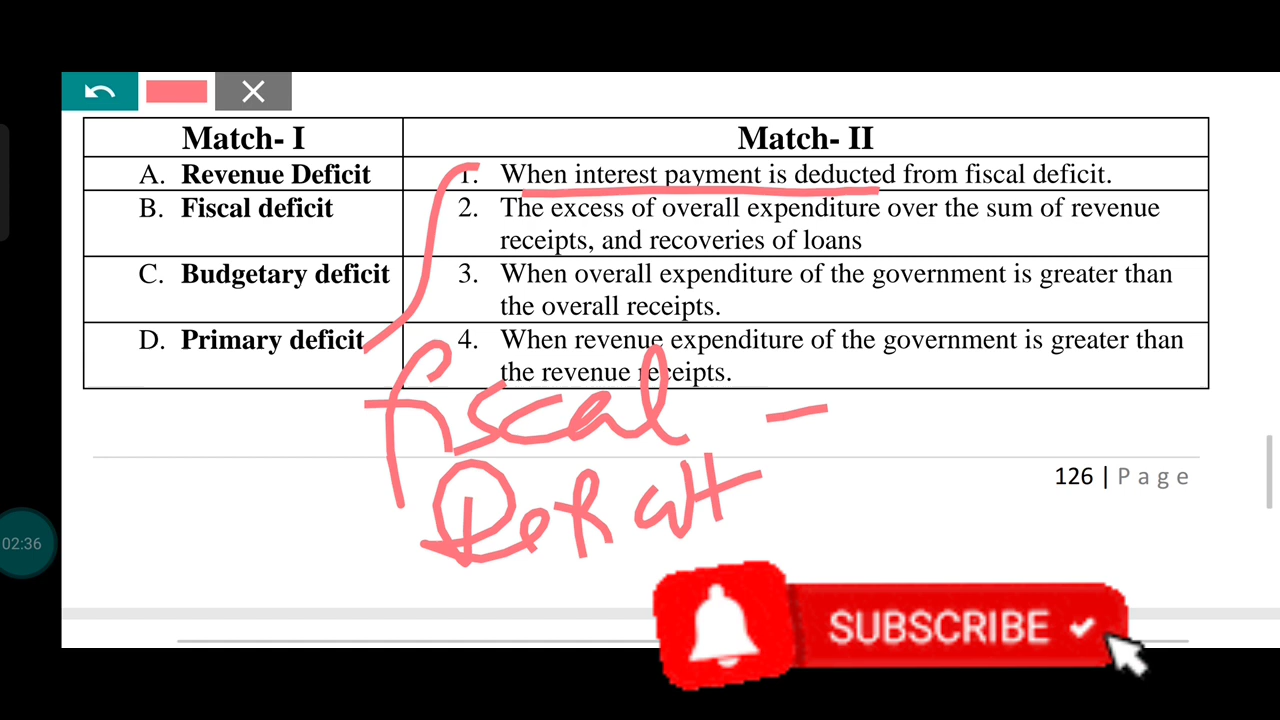 Match- I Match- II
A. Revenue Deficit 1. When interest payment is deducted from fiscal deficit.
B. Fiscal deficit 2. The excess of overall expenditure over the sum of revenue
receipts, and recoveries of loans
C. Budgetary deficit 3. When overall expenditure of the government is greater than
the overall receipts.
D. Primary deficit 4. When revenue expenditure of the government is greater than
the revenue receipts.
fiscal -
126 | Page
02:36
SUBSCRIBE